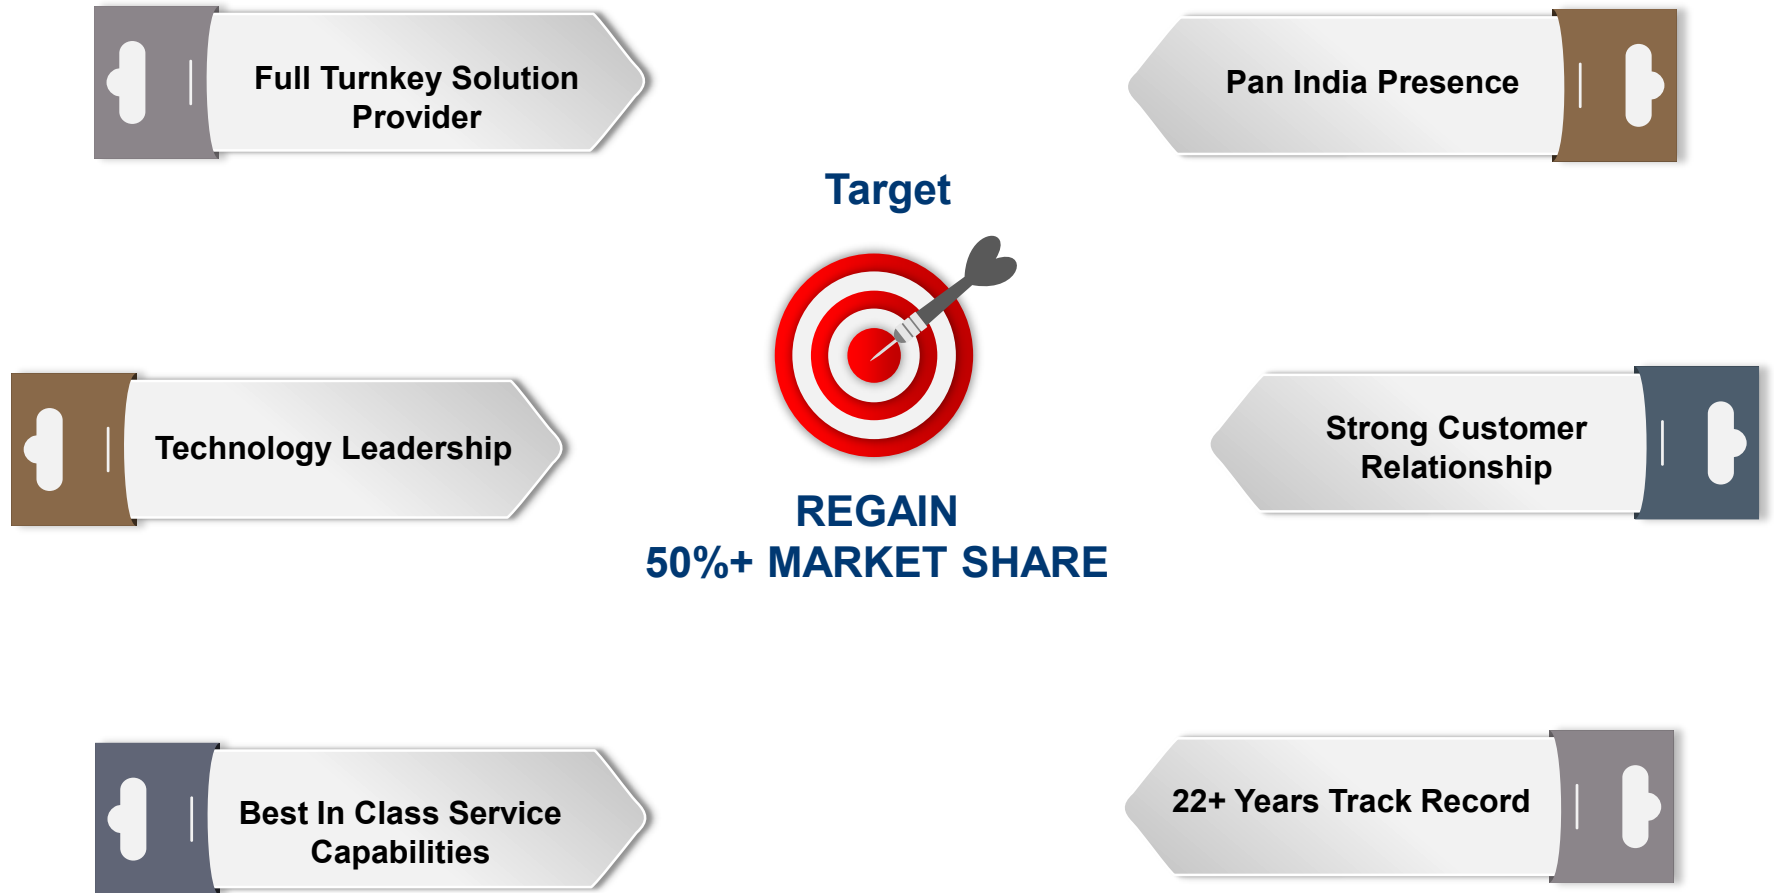 Full Turnkey Solution
Provider
Pan India Presence
Target
Technology Leadership
Strong Customer
Relationship
REGAIN
50%+ MARKET SHARE
Best In Class Service
Capabilities
22+ Years Track Record